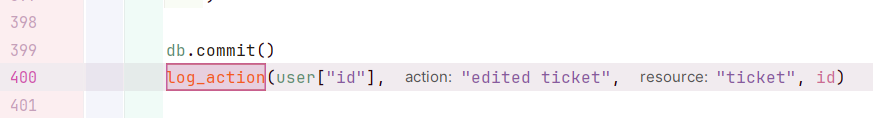 398
399 db.commit()
400 log_action(user["id"], action: "edited ticket", resource: "ticket", id)
401